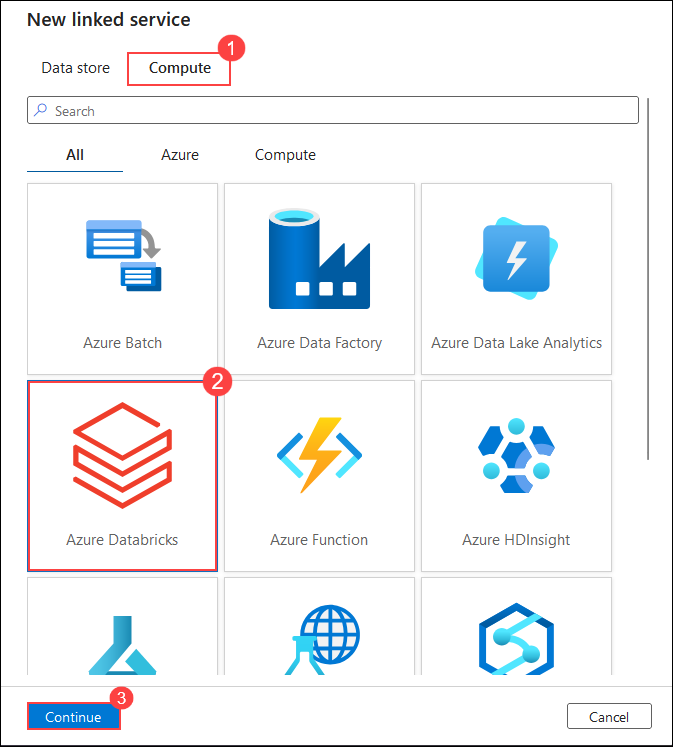 New linked service
1
Data store Compute
Search
All Azure Compute
Azure Batch Azure Data Factory Azure Data Lake Analytics
2
Azure Databricks Azure Function Azure HDInsight
3
Continue Cancel